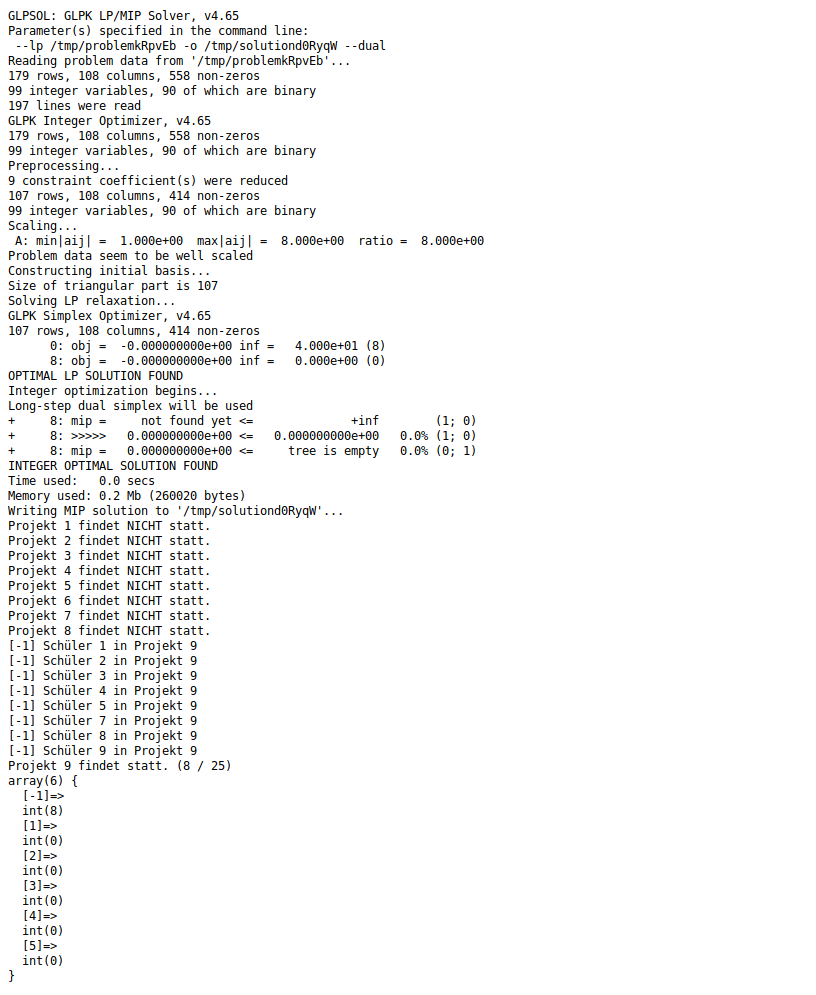 GLPSOL: GLPK LP/MIP Solver, v4.65
Parameter(s) specified in the command line:
 --lp /tmp/problemkRpvEb -o /tmp/solutiond0RyqW --dual
Reading problem data from '/tmp/problemkRpvEb'...
179 rows, 108 columns, 558 non-zeros
99 integer variables, 90 of which are binary
197 lines were read
GLPK Integer Optimizer, v4.65
179 rows, 108 columns, 558 non-zeros
99 integer variables, 90 of which are binary
Preprocessing...
9 constraint coefficient(s) were reduced
107 rows, 108 columns, 414 non-zeros
99 integer variables, 90 of which are binary
Scaling...
 A: min|aij| =  1.000e+00  max|aij| =  8.000e+00  ratio =  8.000e+00
Problem data seem to be well scaled
Constructing initial basis...
Size of triangular part is 107
Solving LP relaxation...
GLPK Simplex Optimizer, v4.65
107 rows, 108 columns, 414 non-zeros
      0: obj =  -0.000000000e+00 inf =   4.000e+01 (8)
      8: obj =  -0.000000000e+00 inf =   0.000e+00 (0)
OPTIMAL LP SOLUTION FOUND
Integer optimization begins...
Long-step dual simplex will be used
+     8: mip =     not found yet <=              +inf        (1; 0)
+     8: >>>>>   0.000000000e+00 <=   0.000000000e+00   0.0% (1; 0)
+     8: mip =   0.000000000e+00 <=     tree is empty   0.0% (0; 1)
INTEGER OPTIMAL SOLUTION FOUND
Time used:   0.0 secs
Memory used: 0.2 Mb (260020 bytes)
Writing MIP solution to '/tmp/solutiond0RyqW'...
Projekt 1 findet NICHT statt.
Projekt 2 findet NICHT statt.
Projekt 3 findet NICHT statt.
Projekt 4 findet NICHT statt.
Projekt 5 findet NICHT statt.
Projekt 6 findet NICHT statt.
Projekt 7 findet NICHT statt.
Projekt 8 findet NICHT statt.
[-1] Schüler 1 in Projekt 9
[-1] Schüler 2 in Projekt 9
[-1] Schüler 3 in Projekt 9
[-1] Schüler 4 in Projekt 9
[-1] Schüler 5 in Projekt 9
[-1] Schüler 7 in Projekt 9
[-1] Schüler 8 in Projekt 9
[-1] Schüler 9 in Projekt 9
Projekt 9 findet statt. (8 / 25)
array(6) {
  [-1]=>
  int(8)
  [1]=>
  int(0)
  [2]=>
  int(0)
  [3]=>
  int(0)
  [4]=>
  int(0)
  [5]=>
  int(0)
}